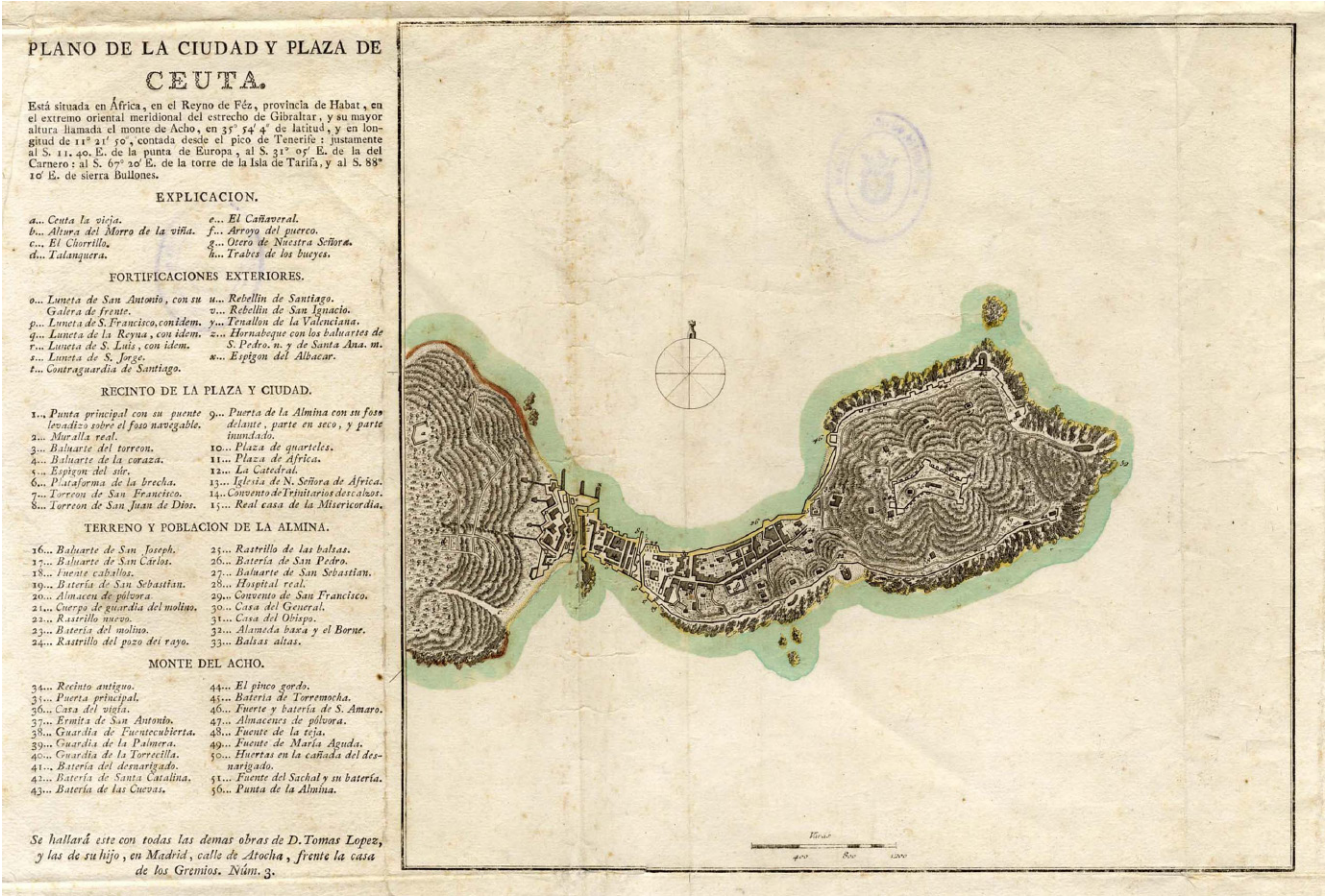 PLANO DE LA CIUDAD Y PLAZA DE
CEUTA.
Está situada en África, en el Reyno de Féz, provincia de Habat, en
el extremo oriental meridional del estrecho de Gibraltar, y su mayor
altura llamada el monte de Acho, en 35° 54' 4" de latitud, y en lon-
gitud de 11° 21' 50", contada desde el pico de Tenerife: justamente
al S. 11. 40. E. de la punta de Europa, al S. 31° 05' E. de la del
Carnero: al S. 67° 20' E. de la torre de la Isla de Tarifa, y al S. 88°
10' E. de sierra Bullones.
EXPLICACION.
a... Ceuta la vieja.
b... Altura del Morro de la viña.
c... El Chorrillo.
d... Talanquera.
e... El Cañaveral.
f... Arroyo del puerco.
g... Otero de Nuestra Señora.
h... Trabes de los bueyes.
FORTIFICACIONES EXTERIORES.
o... Luneta de San Antonio, con su
Galera de frente.
p... Luneta de S. Francisco, con idem.
q... Luneta de la Reyna, con idem.
r... Luneta de S. Luis, con idem.
s... Luneta de S. Jorge.
t... Contraguardia de Santiago.
u... Rebellin de Santiago.
v... Rebellin de San Ignacio.
y... Tenallon de la Valenciana.
z... Hornabeque con los baluartes de
S. Pedro. n. y de Santa Ana. m.
x... Espigon del Albacar.
RECINTO DE LA PLAZA Y CIUDAD.
1... Punta principal con su puente
levadizo sobre el foso navegable.
2... Muralla real.
3... Baluarte del torreon.
4... Baluarte de la coraza.
5... Espigon del súr.
6... Plataforma de la brecha.
7... Torreon de San Francisco.
8... Torreon de San Juan de Dios.
9... Puerta de la Almina con su foso
delante, parte en seco, y parte
inundado.
10... Plaza de quarteles.
11... Plaza de Africa.
12... La Catedral.
13... Iglesia de N. Señora de Africa.
14... Convento de Trinitarios descalzos.
15... Real casa de la Misericordia.
TERRENO Y POBLACION DE LA ALMINA.
16... Baluarte de San Joseph.
17... Baluarte de San Cárlos.
18... Fuente caballos.
19... Batería de San Sebastian.
20... Almacen de pólvora.
21... Cuerpo de guardia del molino.
22... Rastrillo nuevo.
23... Batería del molino.
24... Rastrillo del pozo del rayo.
25... Rastrillo de las balsas.
26... Batería de San Pedro.
27... Baluarte de San Sebastian.
28... Hospital real.
29... Convento de San Francisco.
30... Casa del General.
31... Casa del Obispo.
32... Alameda baxa y el Borne.
33... Balsas altas.
MONTE DEL ACHO.
34... Recinto antiguo.
35... Puerta principal.
36... Casa del vigía.
37... Ermita de San Antonio.
38... Guardia de Fuentecubierta.
39... Guardia de la Palmera.
40... Guardia de la Torrecilla.
41... Batería del desnarigado.
42... Batería de Santa Catalina.
43... Batería de las Cuevas.
44... El pinco gordo.
45... Batería de Torremocha.
46... Fuerte y batería de S. Amaro.
47... Almacenes de pólvora.
48... Fuente de la teja.
49... Fuente de María Aguda.
50... Huertas en la cañada del des-
narigado.
51... Fuente del Sachal y su batería.
56... Punta de la Almina.
Se hallará este con todas las demas obras de D. Tomas Lopez,
y las de su hijo, en Madrid, calle de Atocha, frente la casa
de los Gremios. Núm. 3.
Varas
400 800 1200